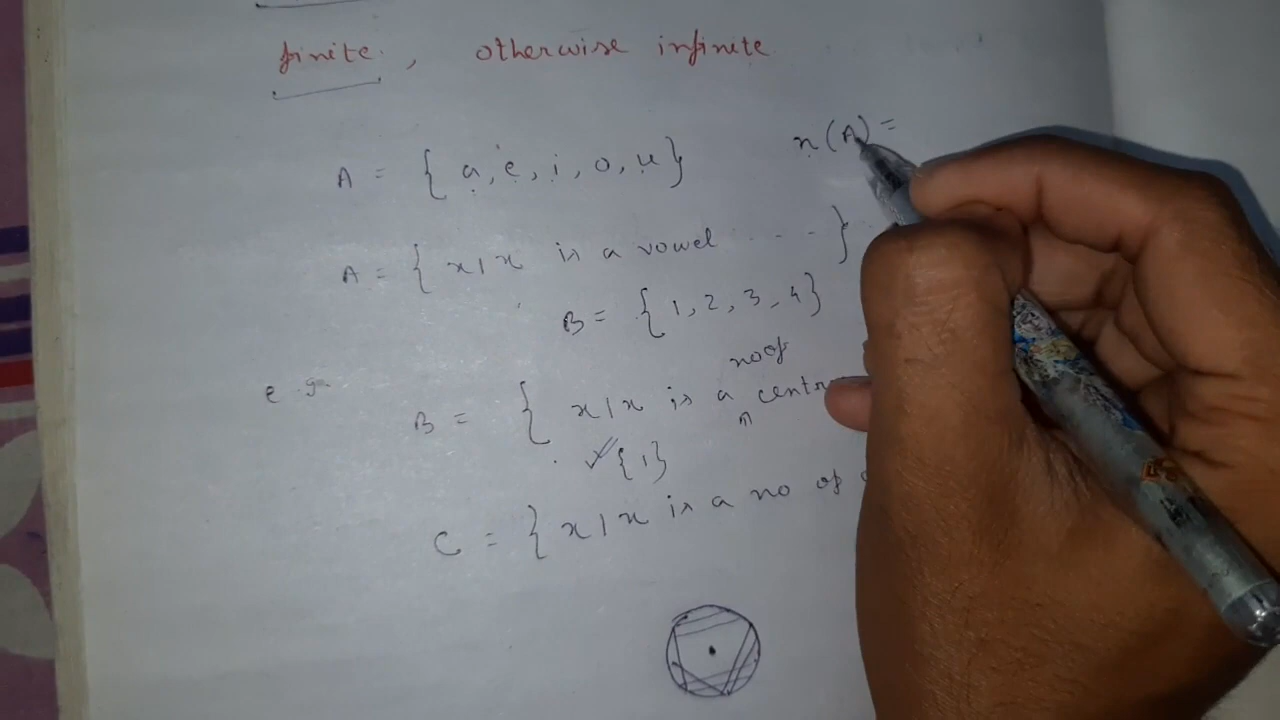 finite, otherwise infinite
A = { a, e, i, o, u }
n(A) =
A = { x | x is a vowel - - - }
B = { 1, 2, 3, 4 }
no of
e.g.
B = { x | x is a centr
{1}
C = { x | x is a no of